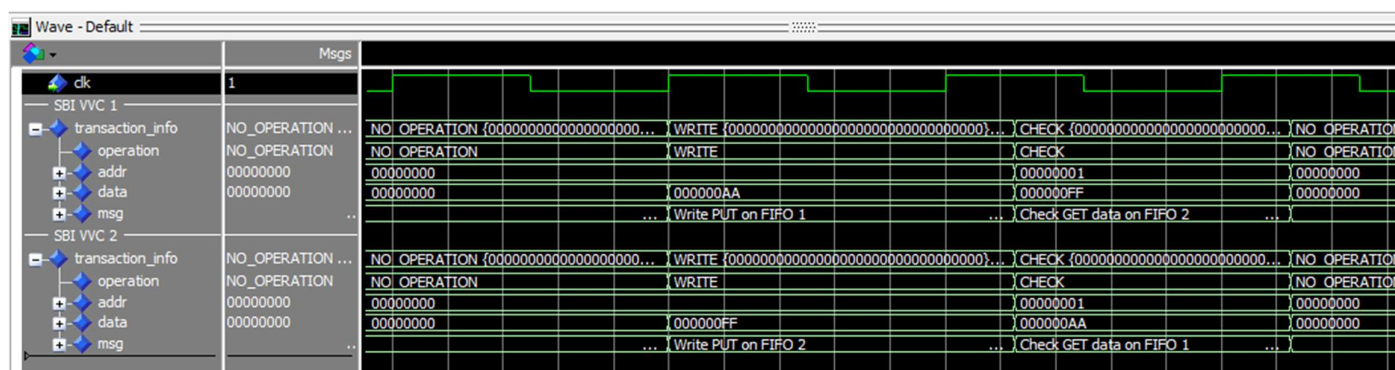 Wave - Default
Msgs
clk 1
SBI VVC 1
transaction_info NO_OPERATION ... NO_OPERATION {0000000000000000000... WRITE {00000000000000000000000000000000}... CHECK {000000000000000000000000... NO_OPERATION
operation NO_OPERATION NO_OPERATION WRITE CHECK NO_OPERATION
addr 00000000 00000000 00000001 00000000
data 00000000 00000000 000000AA 000000FF 00000000
msg .. ... Write PUT on FIFO 1 ... Check GET data on FIFO 2 ...
SBI VVC 2
transaction_info NO_OPERATION ... NO_OPERATION {0000000000000000000... WRITE {00000000000000000000000000000000}... CHECK {000000000000000000000000... NO_OPERATION
operation NO_OPERATION NO_OPERATION WRITE CHECK NO_OPERATION
addr 00000000 00000000 00000001 00000000
data 00000000 00000000 000000FF 000000AA 00000000
msg .. ... Write PUT on FIFO 2 ... Check GET data on FIFO 1 ...